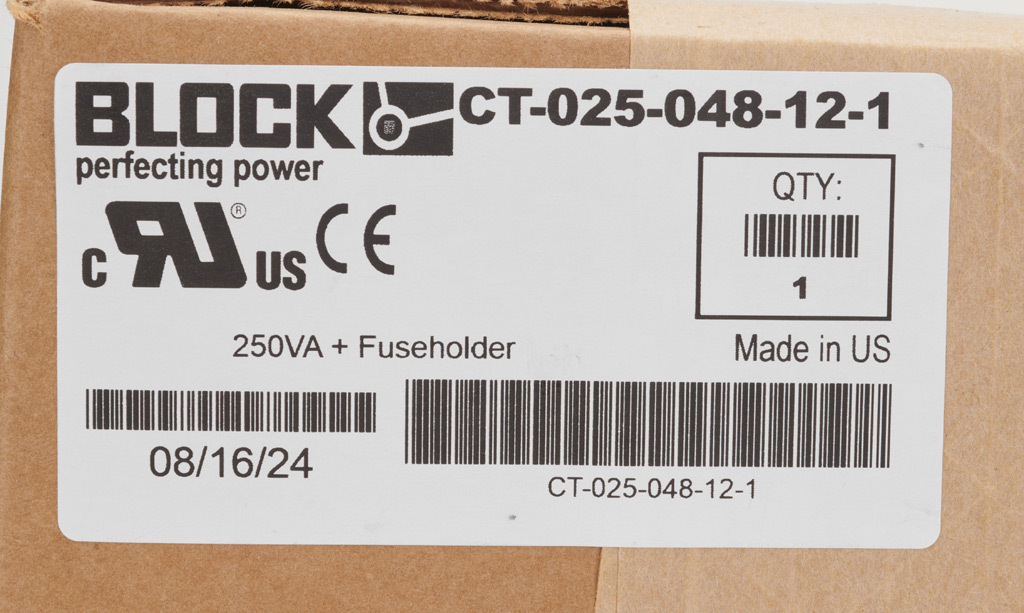 BLOCK
CT-025-048-12-1
perfecting power
QTY:
1
c RU ® US CE
250VA + Fuseholder
Made in US
08/16/24
CT-025-048-12-1